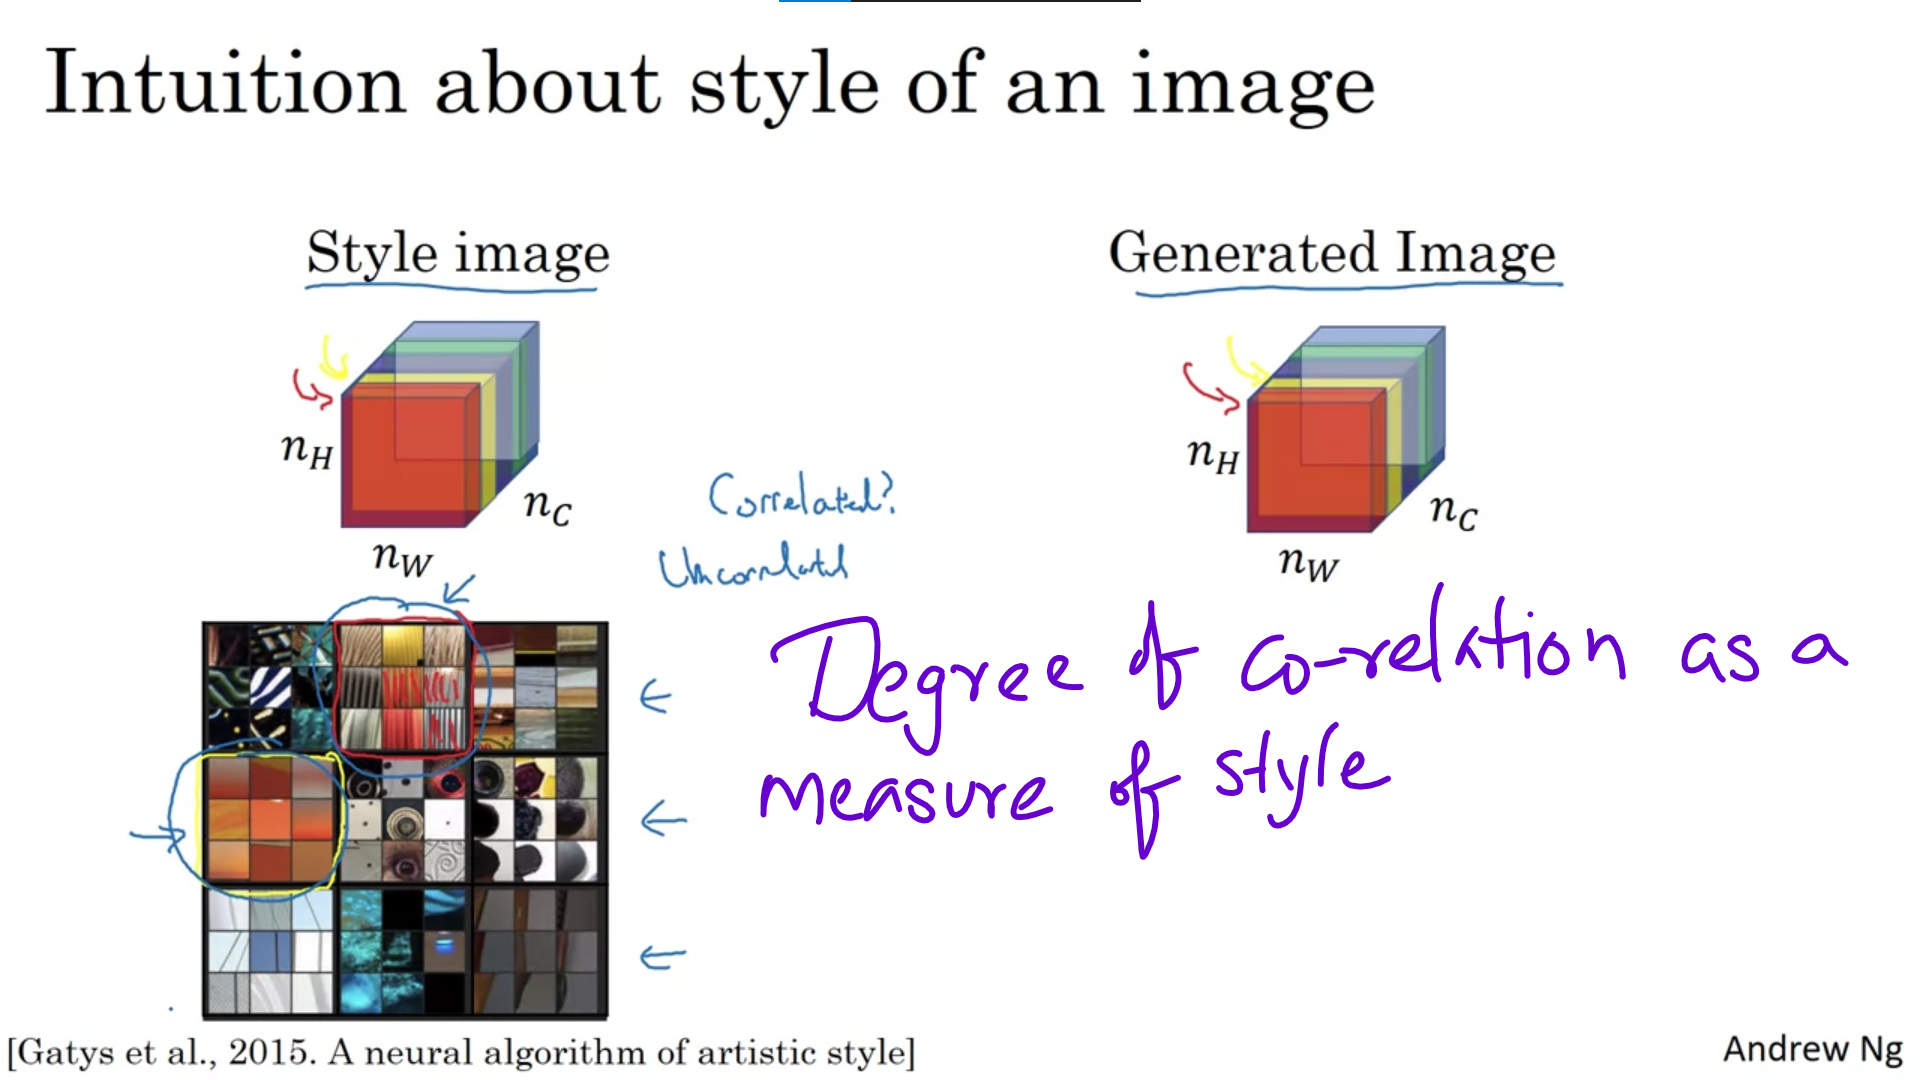 Intuition about style of an image
Style image
Generated Image
n_H
n_C
n_W
n_H
n_C
n_W
Correlated?
Uncorrelated
Degree of co-relation as a
measure of style
[Gatys et al., 2015. A neural algorithm of artistic style]
Andrew Ng